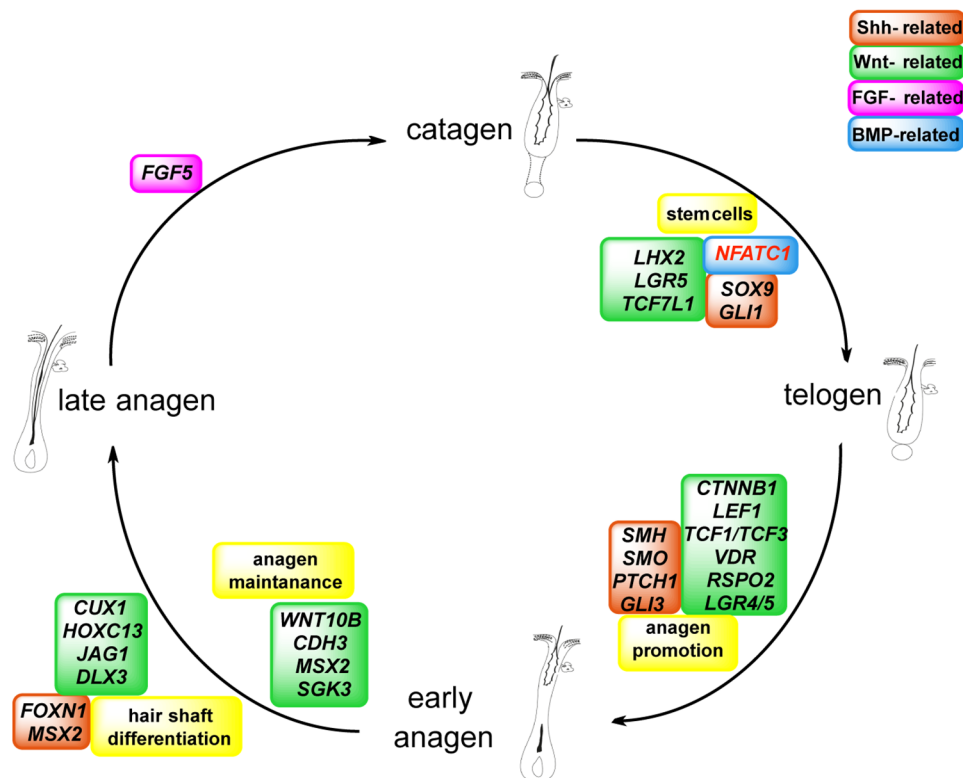 Shh- related
Wnt- related
FGF- related
BMP-related
catagen
FGF5
stem cells
LHX2
LGR5
TCF7L1
NFATC1
SOX9
GLI1
late anagen
telogen
CTNNB1
LEF1
TCF1/TCF3
VDR
RSPO2
LGR4/5
SMH
SMO
PTCH1
GLI3
anagen
promotion
anagen
maintanance
WNT10B
CDH3
MSX2
SGK3
CUX1
HOXC13
JAG1
DLX3
FOXN1
MSX2
hair shaft
differentiation
early
anagen